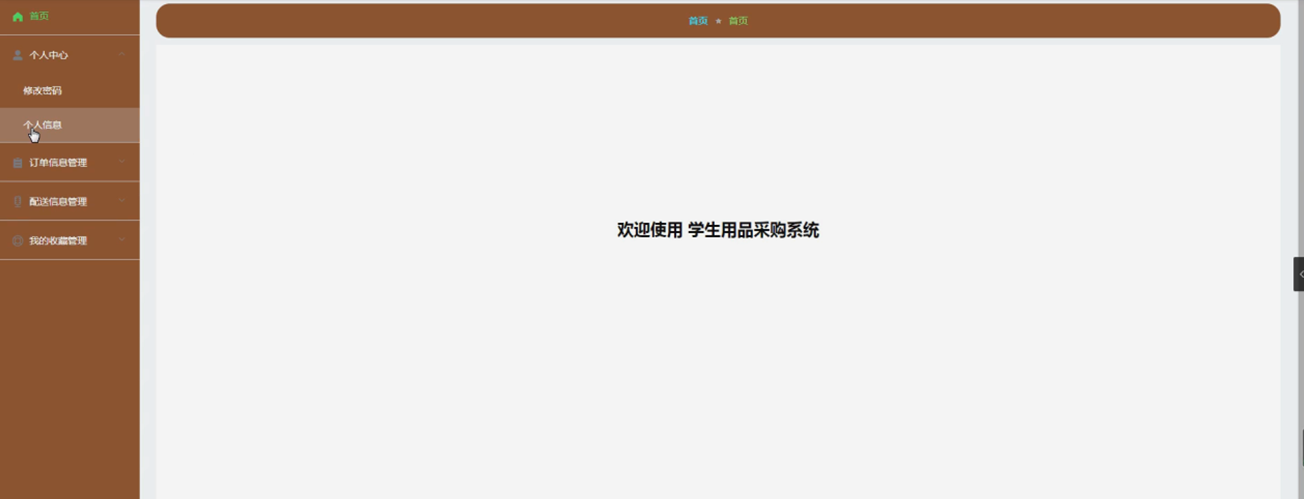 首页
个人中心
修改密码
个人信息
订单信息管理
配送信息管理
我的收藏管理
首页 ★ 首页
欢迎使用 学生用品采购系统